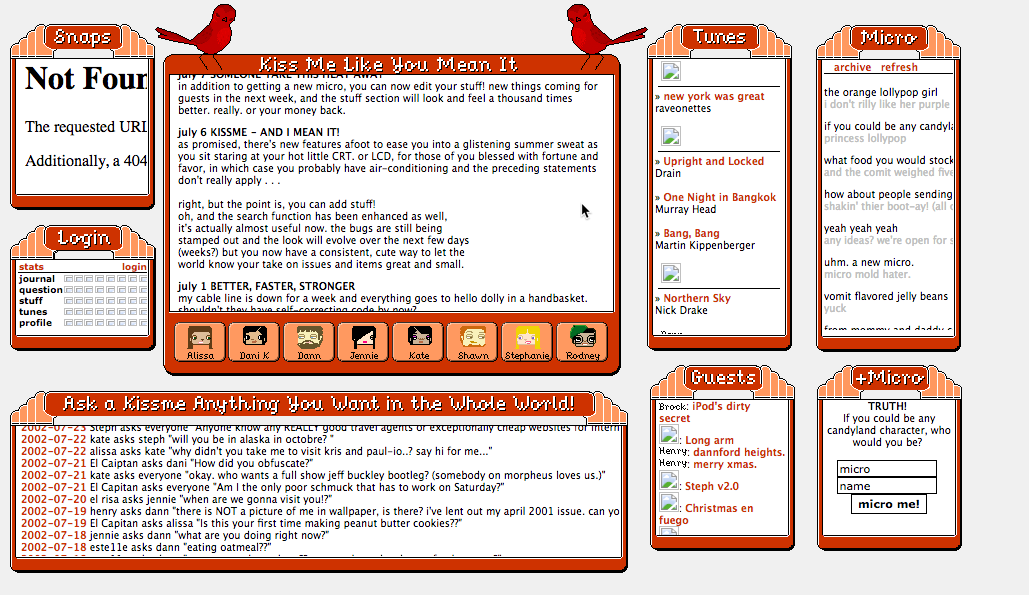 Snaps
Not Foun
The requested URL
Additionally, a 404
Login
stats login
journal
question
stuff
tunes
profile
Kiss Me Like You Mean It
july 7 SOMEONE TAKE THIS HEAT AWAY
in addition to getting a new micro, you can now edit your stuff! new things coming for
guests in the next week, and the stuff section will look and feel a thousand times
better. really. or your money back.
july 6 KISSME - AND I MEAN IT!
as promised, there's new features afoot to ease you into a glistening summer sweat as
you sit staring at your hot little CRT. or LCD, for those of you blessed with fortune and
favor, in which case you probably have air-conditioning and the preceding statements
don't really apply . . .
right, but the point is, you can add stuff!
oh, and the search function has been enhanced as well,
it's actually almost useful now. the bugs are still being
stamped out and the look will evolve over the next few days
(weeks?) but you now have a consistent, cute way to let the
world know your take on issues and items great and small.
july 1 BETTER, FASTER, STRONGER
my cable line is down for a week and everything goes to hello dolly in a handbasket.
shouldn't they have self-correcting code by now?
Alissa Dani K Dann Jennie Kate Shawn Stephanie Rodney
Tunes
» new york was great
raveonettes
» Upright and Locked
Drain
» One Night in Bangkok
Murray Head
» Bang, Bang
Martin Kippenberger
» Northern Sky
Nick Drake
Micro
archive refresh
the orange lollypop girl
i don't rilly like her purple
if you could be any candyla
princess lollypop
what food you would stock
and the comit weighed five
how about people sending
shakin' thier boot-ay! (all o
yeah yeah yeah
any ideas? we're open for s
uhm. a new micro.
micro mold hater.
vomit flavored jelly beans
yuck
from mommy and daddy s
Ask a Kissme Anything You Want in the Whole World!
2002-07-23 Steph asks everyone "Anyone know any REALLY good travel agents or exceptionally cheap websites for intern
2002-07-22 kate asks steph "will you be in alaska in octobre? "
2002-07-22 alissa asks kate "why didn't you take me to visit kris and paul-io..? say hi for me..."
2002-07-21 El Caiptan asks dani "How did you obfuscate?"
2002-07-21 kate asks everyone "okay. who wants a full show jeff buckley bootleg? (somebody on morpheus loves us.)"
2002-07-21 El Capitan asks everyone "Am I the only poor schmuck that has to work on Saturday?"
2002-07-20 el risa asks jennie "when are we gonna visit you!?"
2002-07-19 henry asks dann "there is NOT a picture of me in wallpaper, is there? i've lent out my april 2001 issue. can yo
2002-07-19 El Capitan asks alissa "Is this your first time making peanut butter cookies??"
2002-07-18 jennie asks dann "what are you doing right now?"
2002-07-18 este11e asks dann "eating oatmeal??"
Guests
Brock: iPod's dirty
secret
: Long arm
Henry: dannford heights.
Henry: merry xmas.
: Steph v2.0
: Christmas en
fuego
+Micro
TRUTH!
If you could be any
candyland character, who
would you be?
micro
name
micro me!